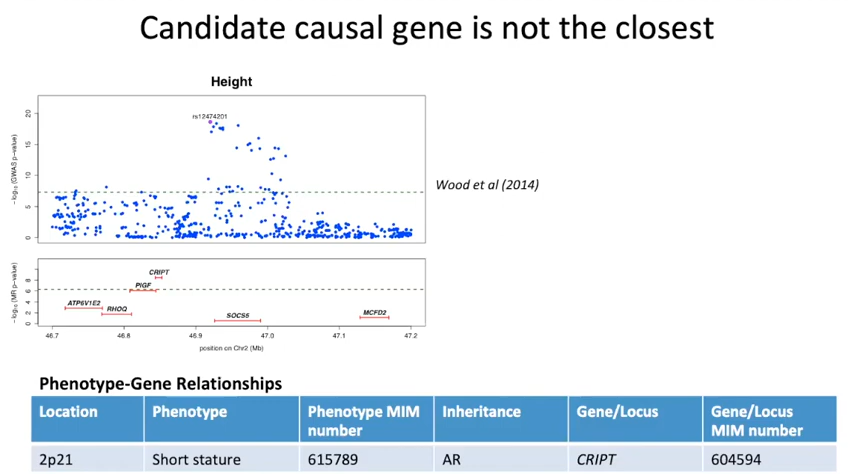 Candidate causal gene is not the closest
Height
rs12474201
20
15
10
5
0
−log10 (GWAS p−value)
Wood et al (2014)
CRIPT
PIGF
ATP6V1E2
RHOQ
SOCS5
MCFD2
8
6
4
2
0
−log10 (MR p−value)
46.7 46.8 46.9 47.0 47.1 47.2
position on Chr2 (Mb)
Phenotype-Gene Relationships
Location Phenotype Phenotype MIM number Inheritance Gene/Locus Gene/Locus MIM number
2p21 Short stature 615789 AR CRIPT 604594